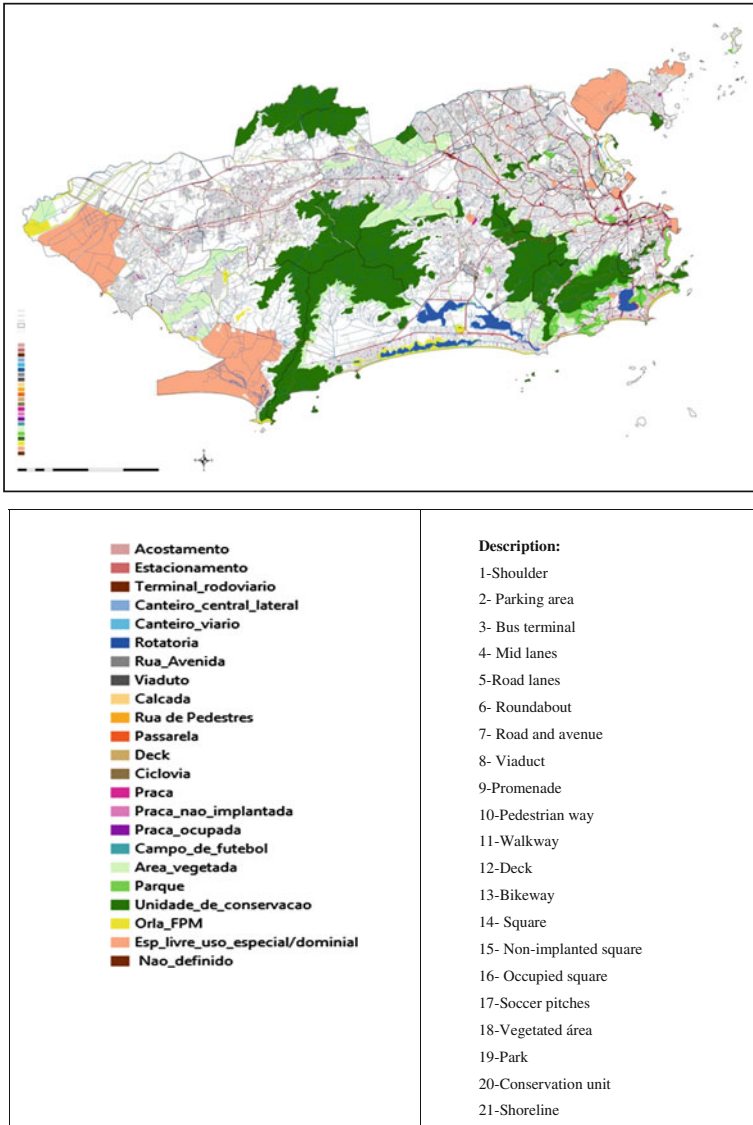 Acostamento
Estacionamento
Terminal_rodoviario
Canteiro_central_lateral
Canteiro_viario
Rotatoria
Rua_Avenida
Viaduto
Calcada
Rua de Pedestres
Passarela
Deck
Ciclovia
Praca
Praca_nao_implantada
Praca_ocupada
Campo_de_futebol
Area_vegetada
Parque
Unidade_de_conservacao
Orla_FPM
Esp_livre_uso_especial/dominial
Nao_definido
Description:
1-Shoulder
2- Parking area
3- Bus terminal
4- Mid lanes
5-Road lanes
6- Roundabout
7- Road and avenue
8- Viaduct
9-Promenade
10-Pedestrian way
11-Walkway
12-Deck
13-Bikeway
14- Square
15- Non-implanted square
16- Occupied square
17-Soccer pitches
18-Vegetated área
19-Park
20-Conservation unit
21-Shoreline